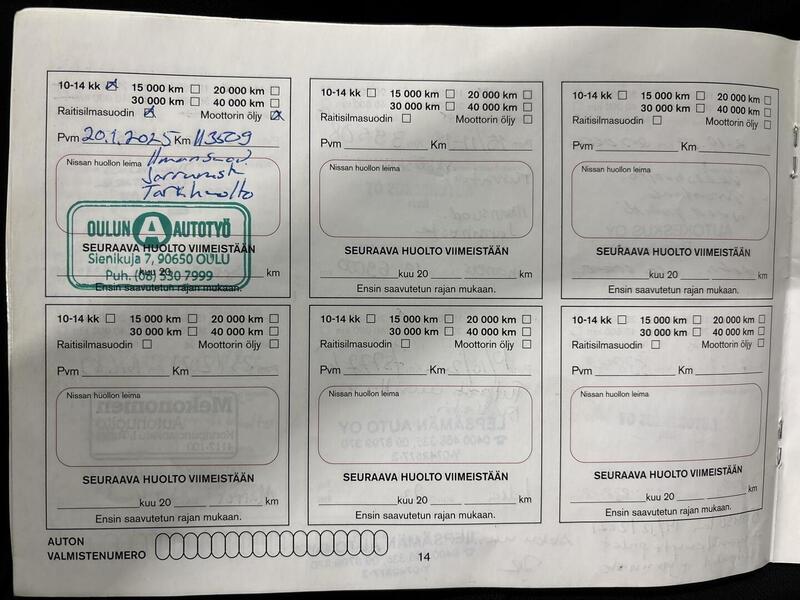 10-14 kk 15 000 km 20 000 km
30 000 km 40 000 km
Raitisilmasuodin Moottorin öljy
Pvm 20.1.2025 Km 113509
Nissan huollon leima
Ilmansuod.
Jarrunest
Tark.huolto
OULUN A AUTOTYÖ
SEURAAVA HUOLTO VIIMEISTÄÄN
Sienikuja 7, 90650 OULU
kuu 20 km
Puh. (08) 530 7999
Ensin saavutetun rajan mukaan.
10-14 kk 15 000 km 20 000 km
30 000 km 40 000 km
Raitisilmasuodin Moottorin öljy
Pvm Km
Nissan huollon leima
SEURAAVA HUOLTO VIIMEISTÄÄN
kuu 20 km
Ensin saavutetun rajan mukaan.
10-14 kk 15 000 km 20 000 km
30 000 km 40 000 km
Raitisilmasuodin Moottorin öljy
Pvm Km
Nissan huollon leima
SEURAAVA HUOLTO VIIMEISTÄÄN
kuu 20 km
Ensin saavutetun rajan mukaan.
10-14 kk 15 000 km 20 000 km
30 000 km 40 000 km
Raitisilmasuodin Moottorin öljy
Pvm Km
Nissan huollon leima
SEURAAVA HUOLTO VIIMEISTÄÄN
kuu 20 km
Ensin saavutetun rajan mukaan.
10-14 kk 15 000 km 20 000 km
30 000 km 40 000 km
Raitisilmasuodin Moottorin öljy
Pvm Km
Nissan huollon leima
SEURAAVA HUOLTO VIIMEISTÄÄN
kuu 20 km
Ensin saavutetun rajan mukaan.
10-14 kk 15 000 km 20 000 km
30 000 km 40 000 km
Raitisilmasuodin Moottorin öljy
Pvm Km
Nissan huollon leima
SEURAAVA HUOLTO VIIMEISTÄÄN
kuu 20 km
Ensin saavutetun rajan mukaan.
AUTON
VALMISTENUMERO
14